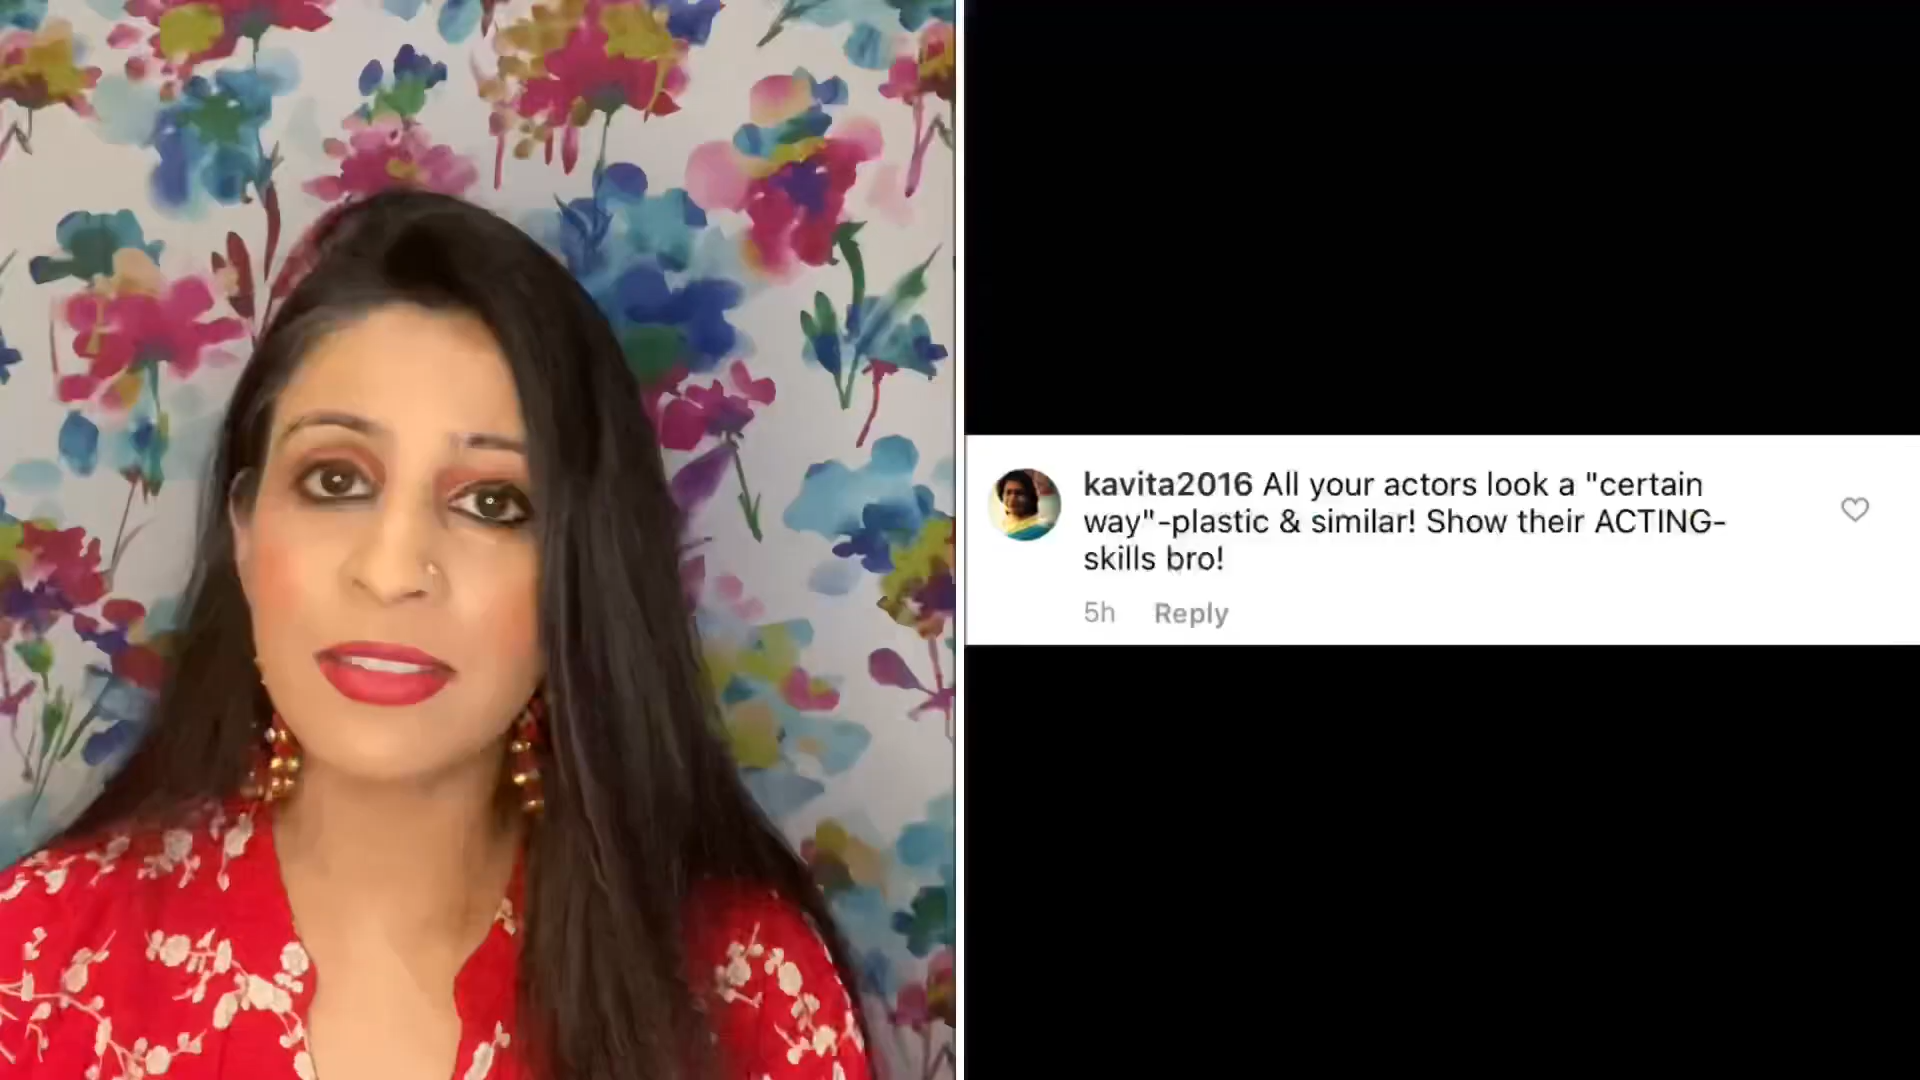 kavita2016 All your actors look a "certain
way"-plastic & similar! Show their ACTING-
skills bro!
5h Reply